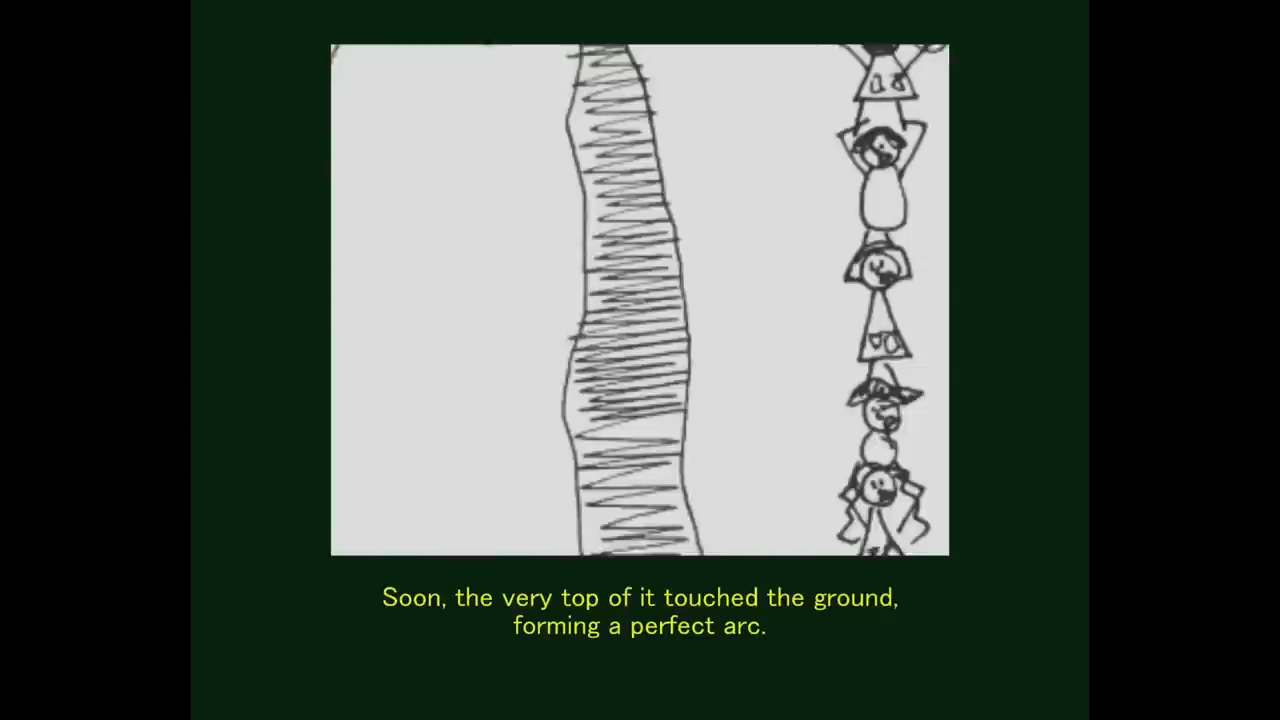 Soon, the very top of it touched the ground,
forming a perfect arc.